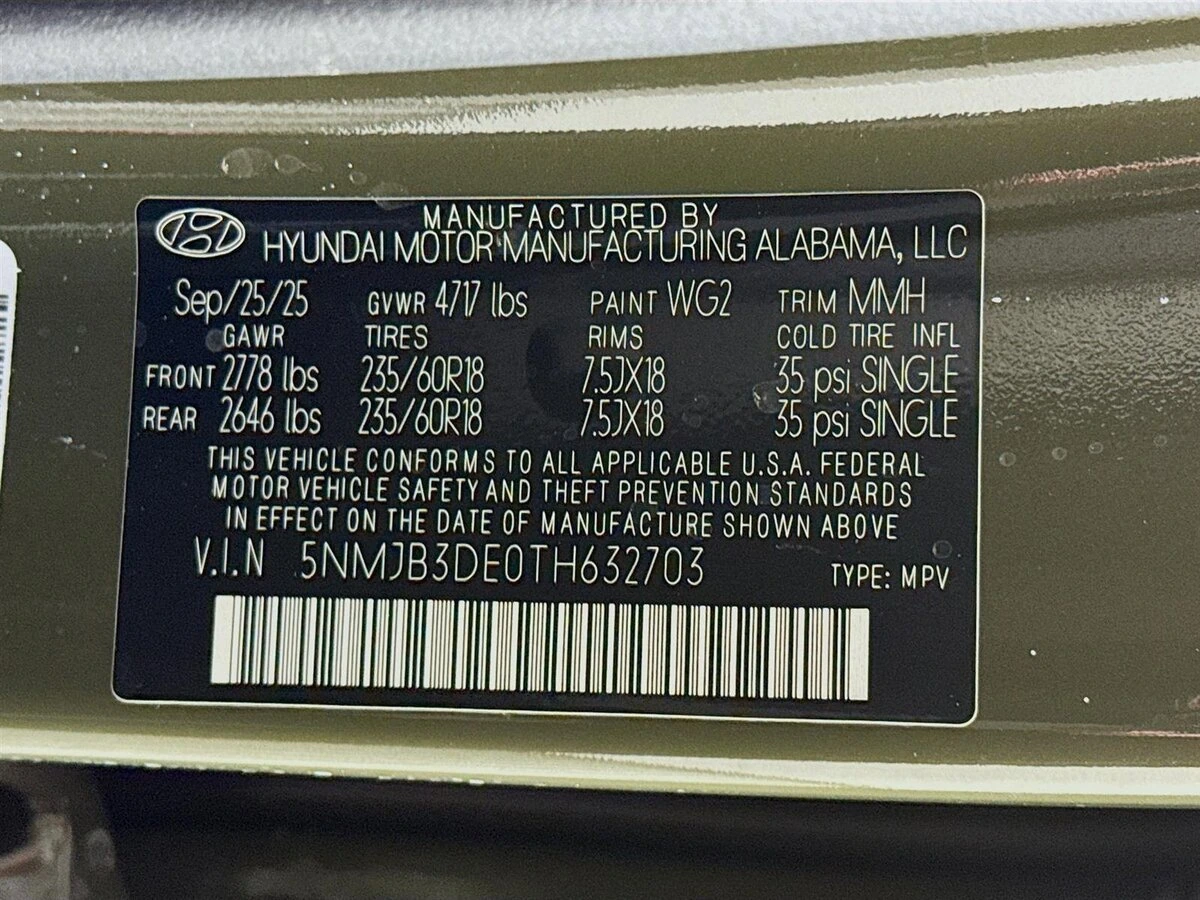 MANUFACTURED BY
HYUNDAI MOTOR MANUFACTURING ALABAMA, LLC
Sep/25/25 GVWR 4717 lbs PAINT WG2 TRIM MMH
GAWR TIRES RIMS COLD TIRE INFL
FRONT 2778 lbs 235/60R18 7.5JX18 35 psi SINGLE
REAR 2646 lbs 235/60R18 7.5JX18 35 psi SINGLE
THIS VEHICLE CONFORMS TO ALL APPLICABLE U.S.A. FEDERAL
MOTOR VEHICLE SAFETY AND THEFT PREVENTION STANDARDS
IN EFFECT ON THE DATE OF MANUFACTURE SHOWN ABOVE
V.I.N 5NMJB3DE0TH632703 TYPE: MPV